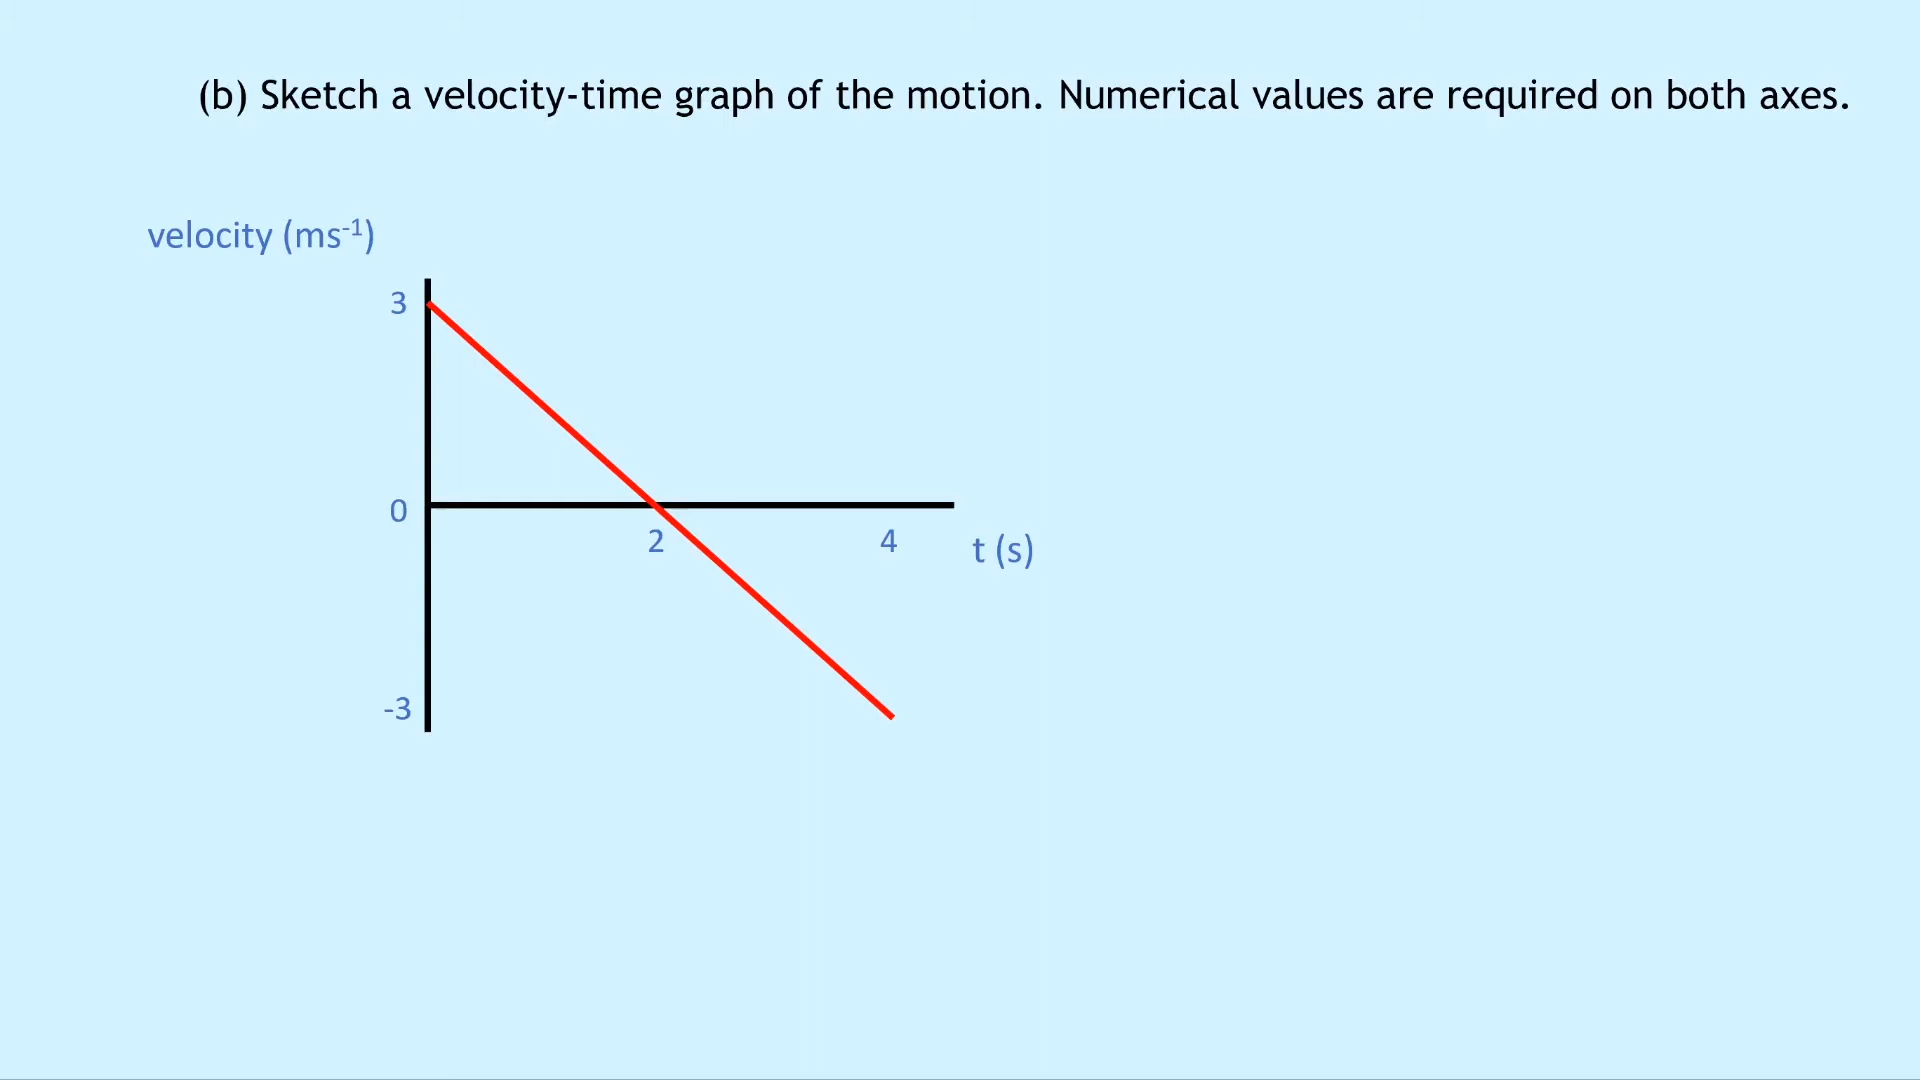 (b) Sketch a velocity-time graph of the motion. Numerical values are required on both axes.
velocity (ms⁻¹)
3
0
2
4
t (s)
-3